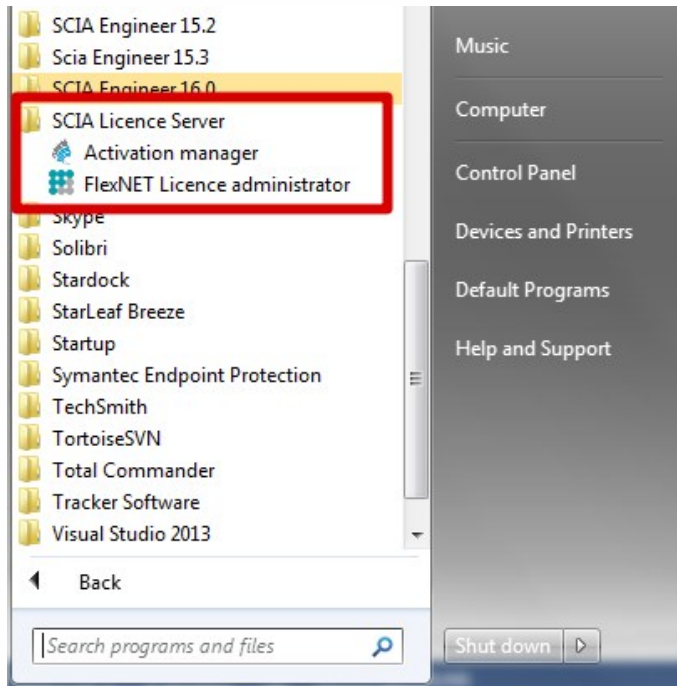 SCIA Engineer 15.2
Scia Engineer 15.3
SCIA Engineer 16.0
SCIA Licence Server
Activation manager
FlexNET Licence administrator
Skype
Solibri
Stardock
StarLeaf Breeze
Startup
Symantec Endpoint Protection
TechSmith
TortoiseSVN
Total Commander
Tracker Software
Visual Studio 2013
Back
Search programs and files
Music
Computer
Control Panel
Devices and Printers
Default Programs
Help and Support
Shut down